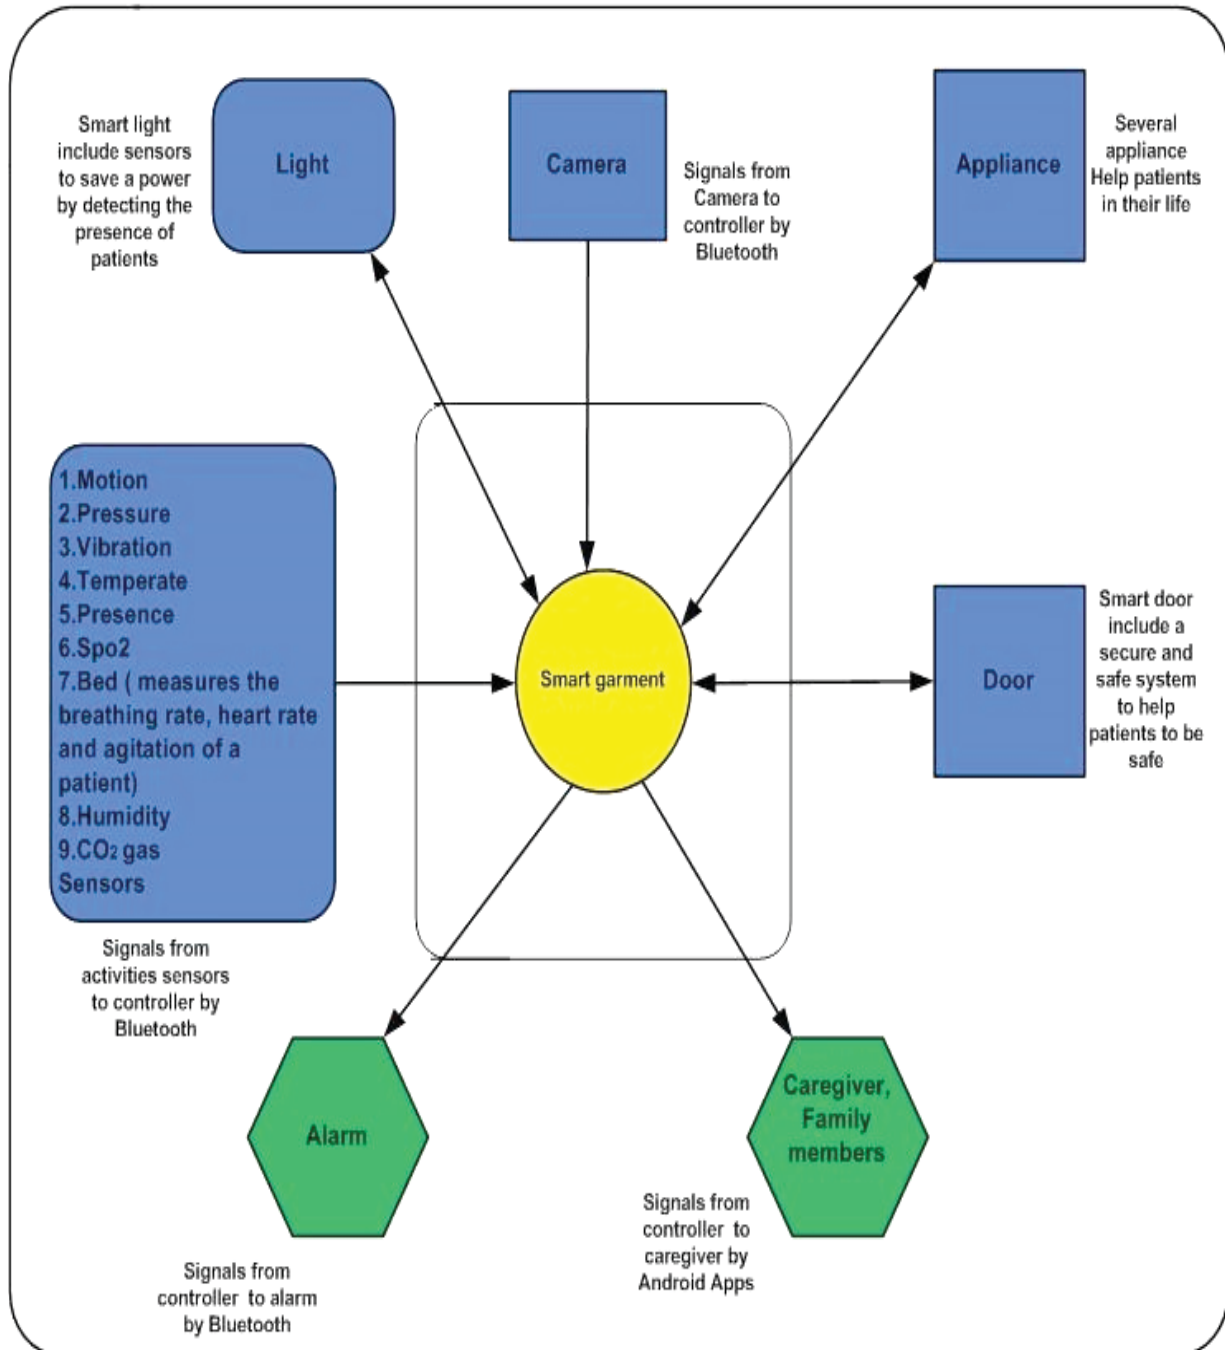 Smart light
include sensors
to save a power
by detecting the
presence of
patients
Light
Camera
Signals from
Camera to
controller by
Bluetooth
Appliance
Several
appliance
Help patients
in their life
1.Motion
2.Pressure
3.Vibration
4.Temperate
5.Presence
6.Spo2
7.Bed ( measures the
breathing rate, heart rate
and agitation of a
patient)
8.Humidity
9.CO₂ gas
Sensors
Signals from
activities sensors
to controller by
Bluetooth
Smart garment
Door
Smart door
include a
secure and
safe system
to help
patients to be
safe
Alarm
Signals from
controller to alarm
by Bluetooth
Caregiver,
Family
members
Signals from
controller to
caregiver by
Android Apps